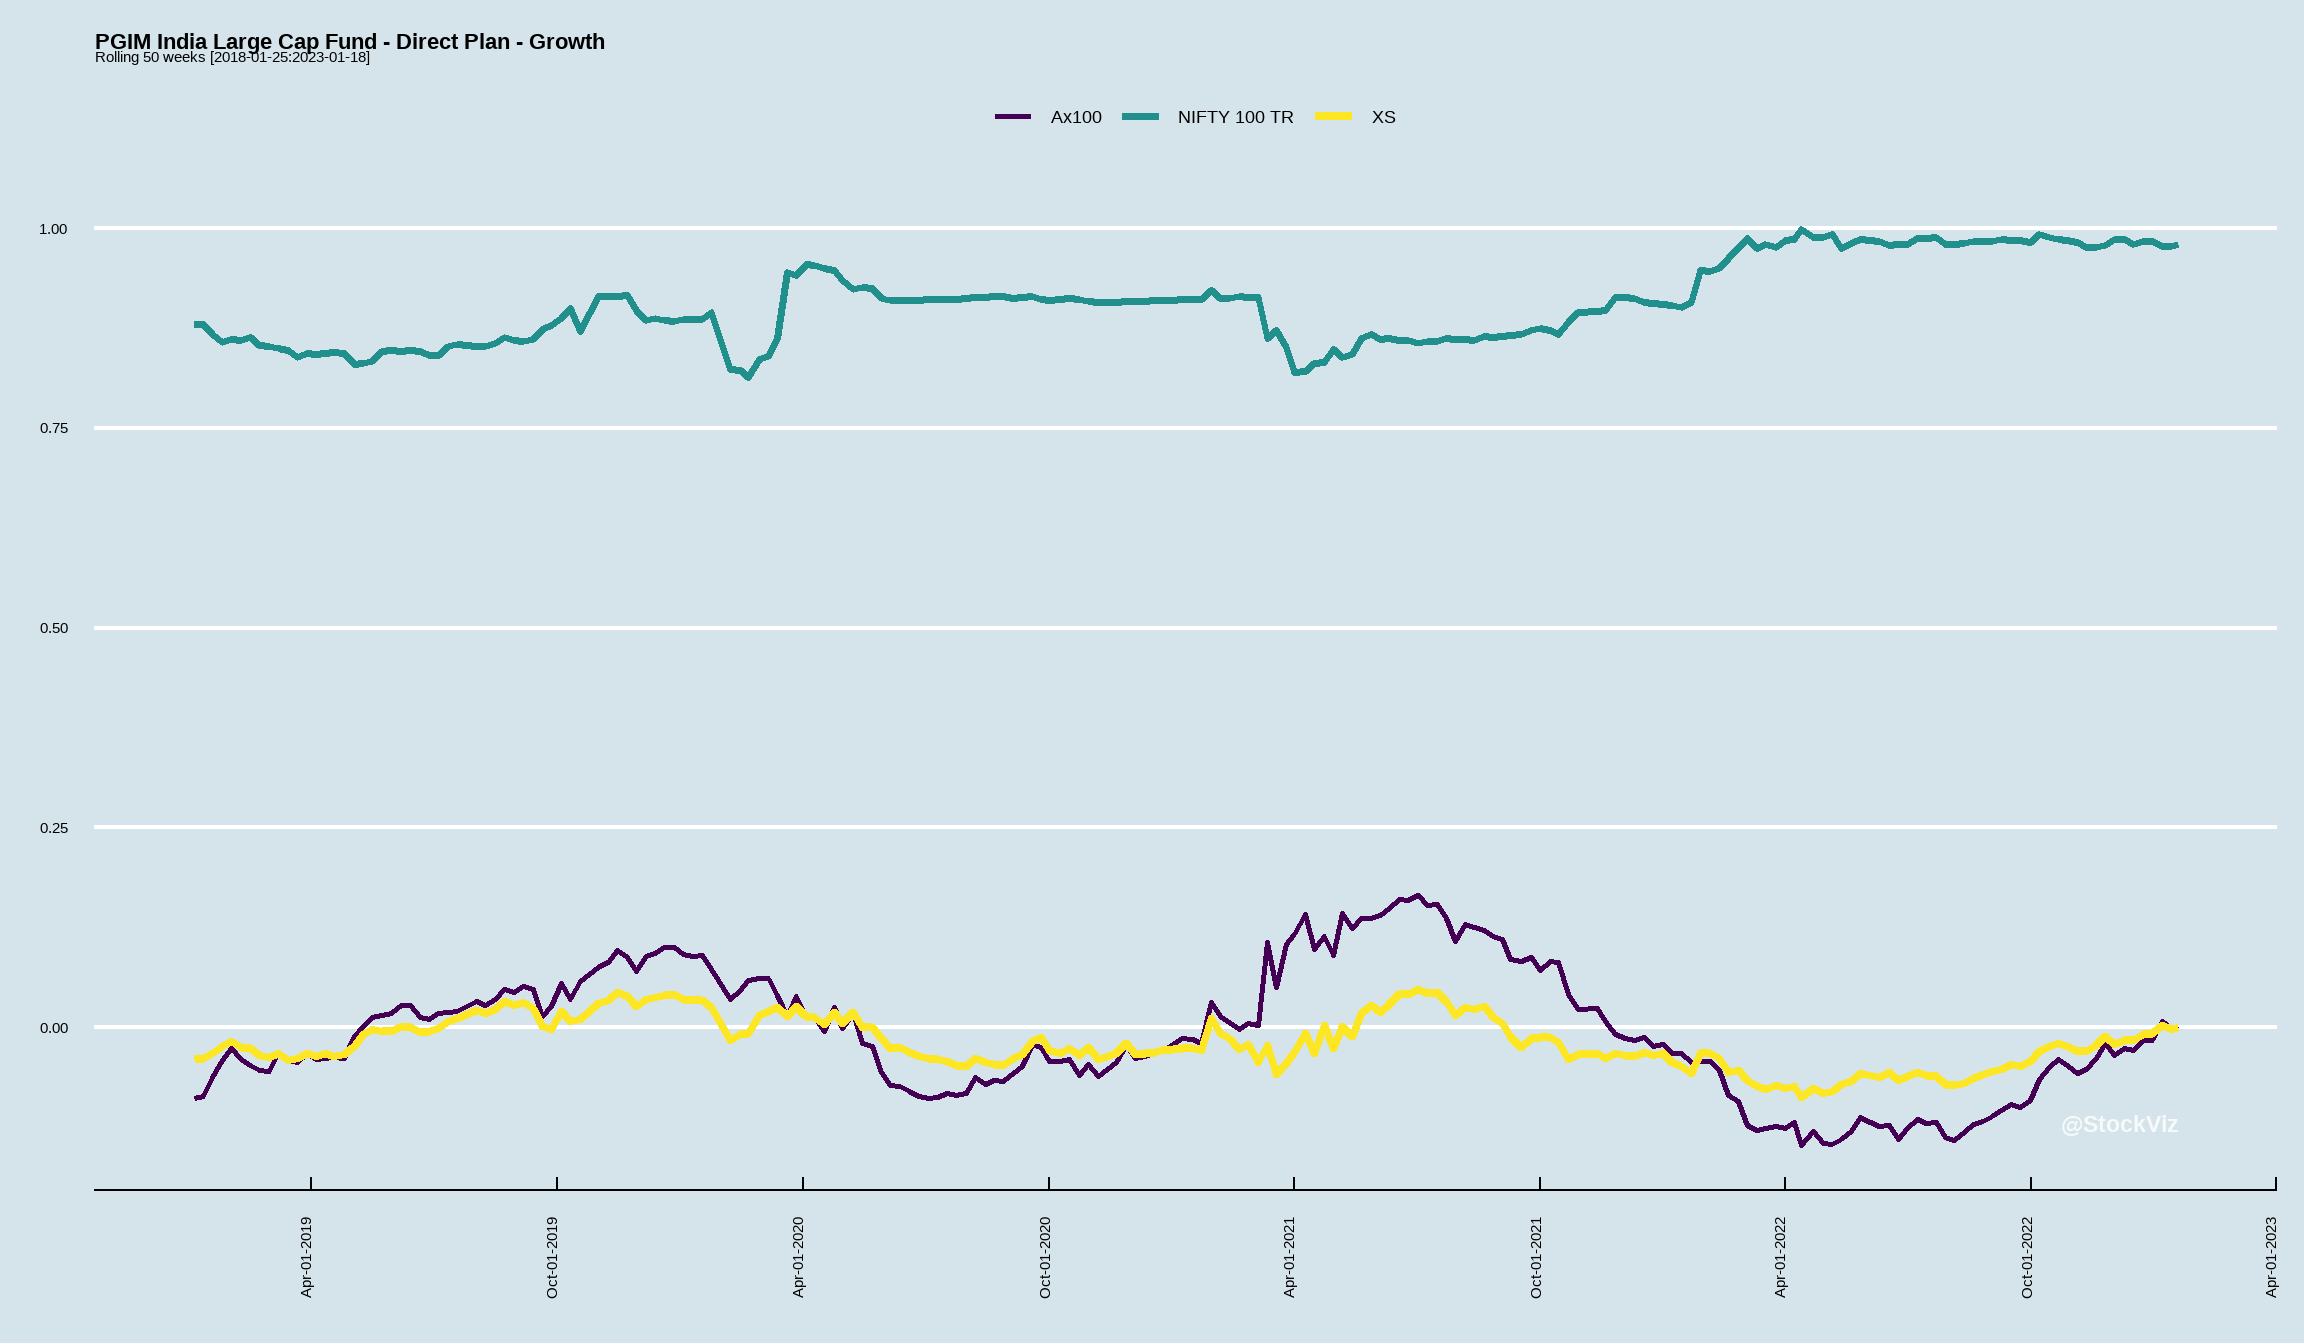 PGIM India Large Cap Fund - Direct Plan - Growth
Rolling 50 weeks [2018-01-25:2023-01-18]
Ax100 NIFTY 100 TR XS
1.00
0.75
0.50
0.25
0.00
@StockViz
Apr-01-2019 Oct-01-2019 Apr-01-2020 Oct-01-2020 Apr-01-2021 Oct-01-2021 Apr-01-2022 Oct-01-2022 Apr-01-2023